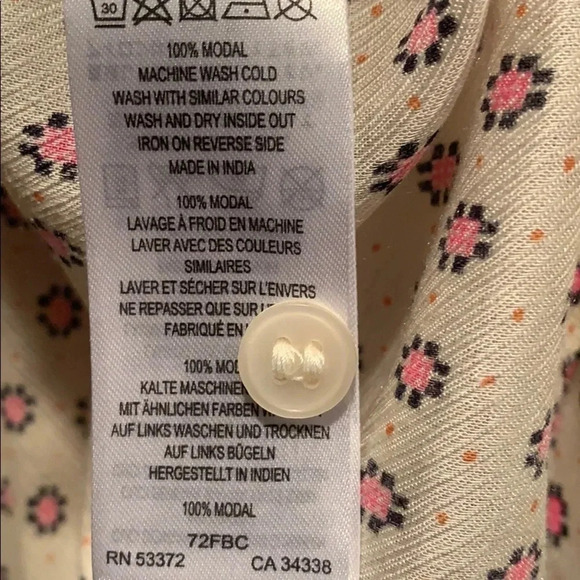 30
100% MODAL
MACHINE WASH COLD
WASH WITH SIMILAR COLOURS
WASH AND DRY INSIDE OUT
IRON ON REVERSE SIDE
MADE IN INDIA
100% MODAL
LAVAGE À FROID EN MACHINE
LAVER AVEC DES COULEURS
SIMILAIRES
LAVER ET SÉCHER SUR L'ENVERS
NE REPASSER QUE SUR
FABRIQUÉ EN
100%
KALTE
MIT ÄHNLICHEN FARBEN
AUF LINKS WASCHEN UND TROCKNEN
AUF LINKS BÜGELN
HERGESTELLT IN INDIEN
100% MODAL
72FBC
RN 53372 CA 34338